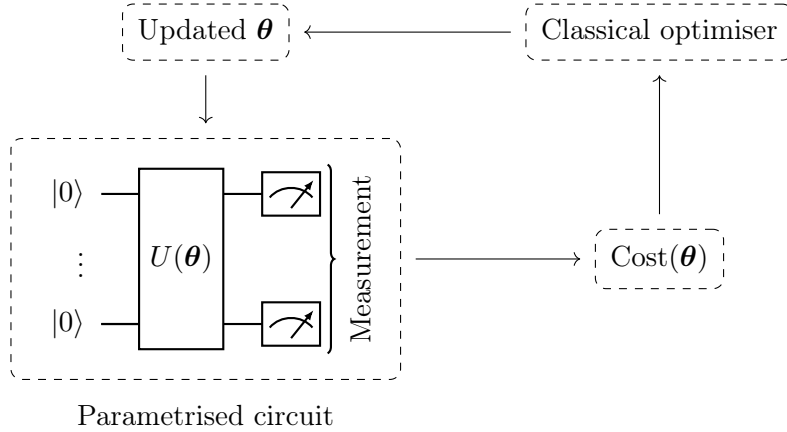 Updated θ
Classical optimiser
|0⟩
⋮
|0⟩
U(θ)
Measurement
Cost(θ)
Parametrised circuit